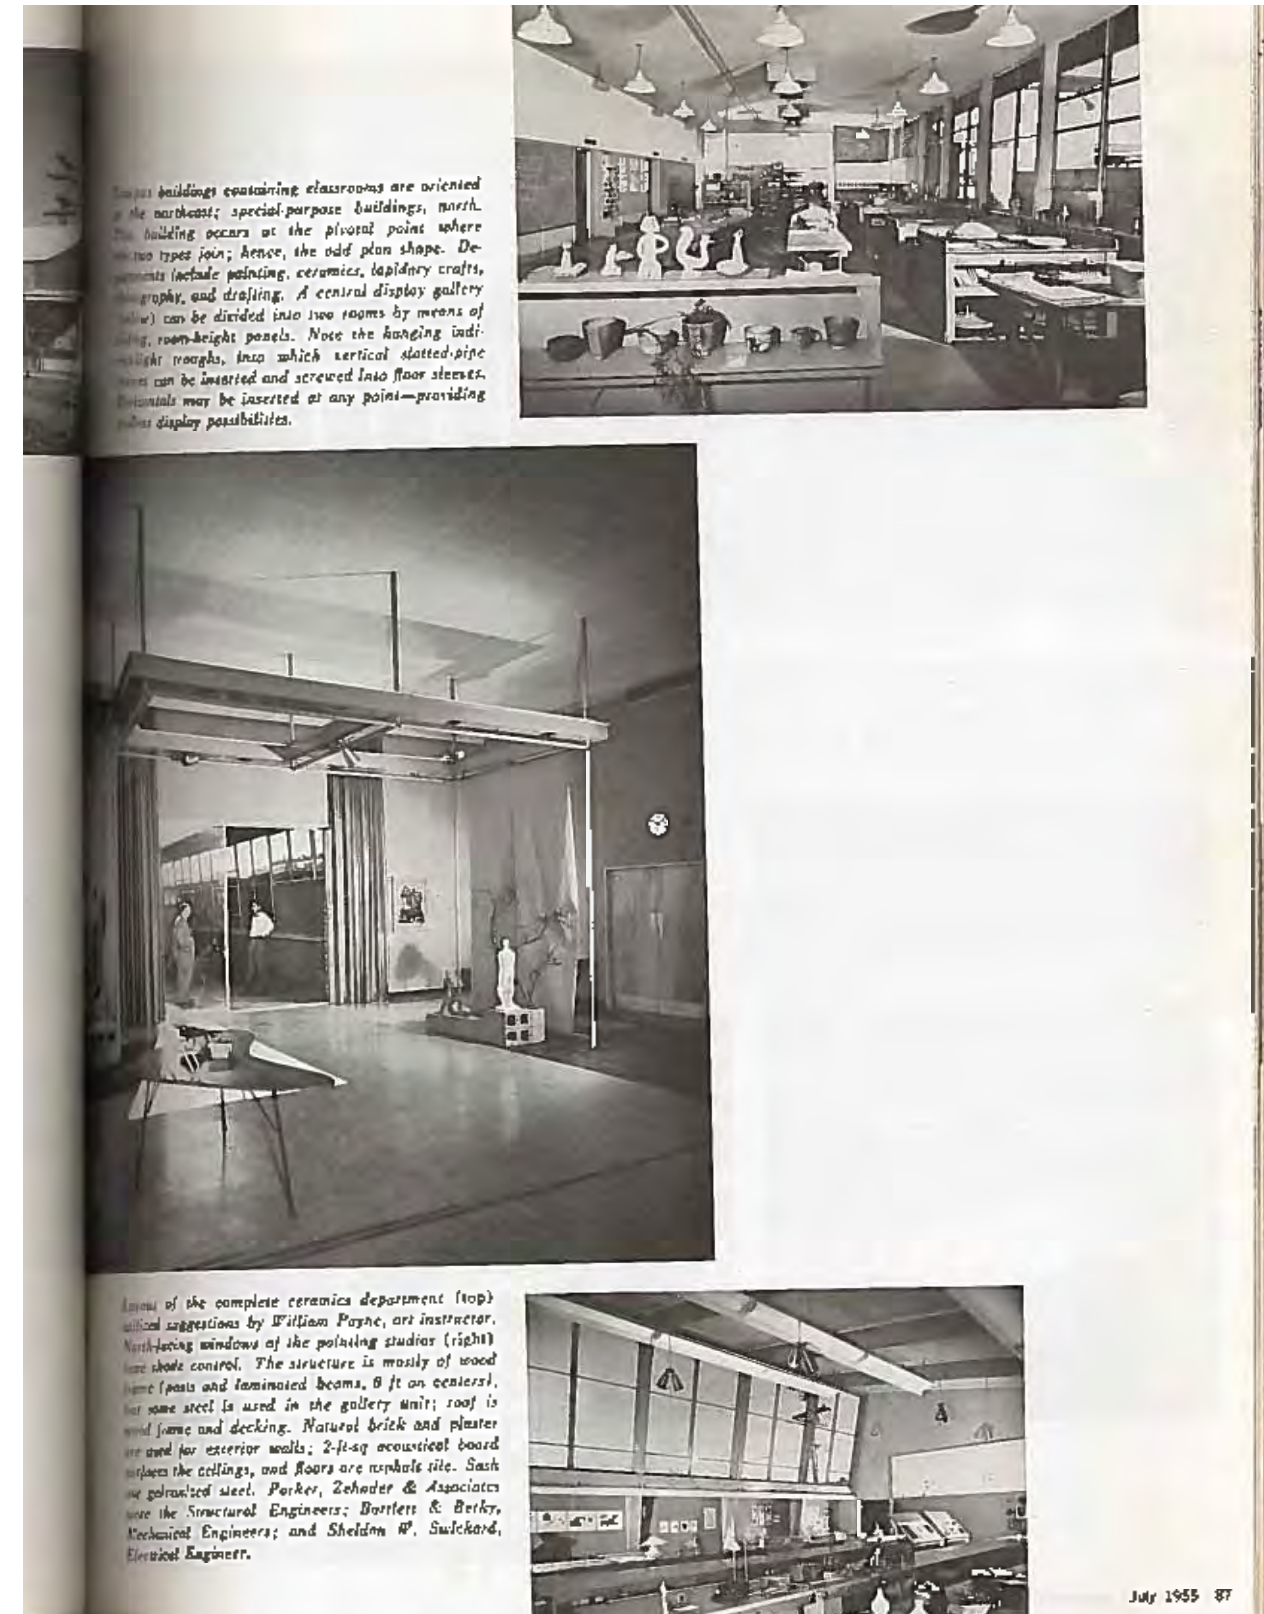 buildings containing classrooms are oriented
the northeast; special-purpose buildings, north.
building occurs at the pivotal point where
two types join; hence, the odd plan shape. De-
include painting, ceramics, lapidary crafts,
and drafting. A central display gallery
can be divided into two rooms by means of
room-height panels. Note the hanging indi-
light troughs, into which vertical slotted-pipe
can be inserted and screwed into floor sleeves.
may be inserted at any point—providing
display possibilities.
of the complete ceramics department (top)
suggestions by William Payne, art instructor.
North-facing windows of the painting studios (right)
shade control. The structure is mostly of wood
(posts and laminated beams, 8 ft on centers),
some steel is used in the gallery unit; roof is
frame and decking. Natural brick and plaster
used for exterior walls; 2-ft-sq acoustical board
the ceilings, and floors are asphalt tile. Sash
galvanized steel. Parker, Zehnder & Associates
were the Structural Engineers; &
Mechanical Engineers; and Sheldon
Electrical Engineer.
July 1955 87